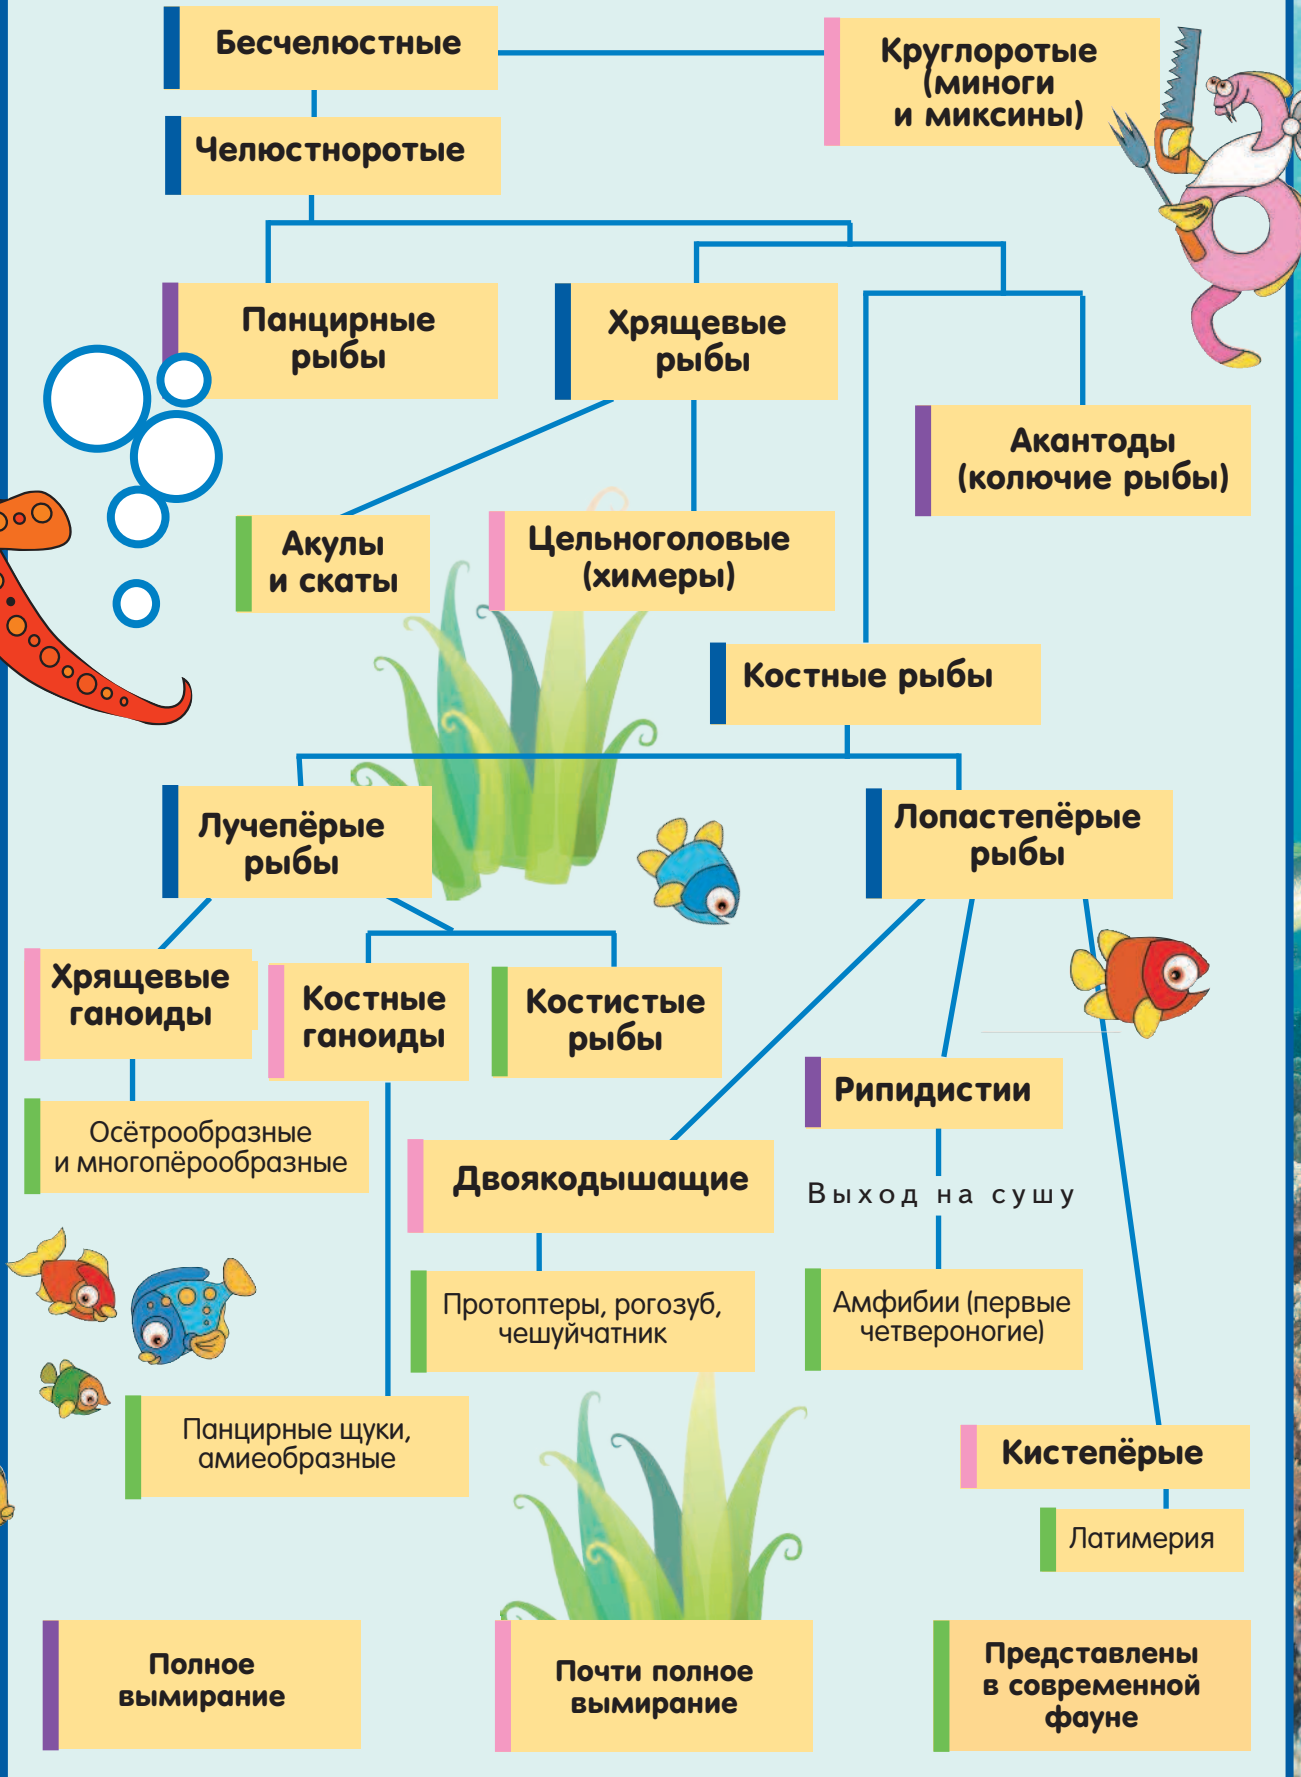 Бесчелюстные
Круглоротые
(миноги
и миксины)
Челюстноротые
Панцирные
рыбы
Хрящевые
рыбы
Акантоды
(колючие рыбы)
Акулы
и скаты
Цельноголовые
(химеры)
Костные рыбы
Лучепёрые
рыбы
Лопастепёрые
рыбы
Хрящевые
ганоиды
Костные
ганоиды
Костистые
рыбы
Рипидистии
Осётрообразные
и многопёрообразные
Двоякодышащие
Выход на сушу
Протоптеры, рогозуб,
чешуйчатник
Амфибии (первые
четвероногие)
Панцирные щуки,
амиеобразные
Кистепёрые
Латимерия
Полное
вымирание
Почти полное
вымирание
Представлены
в современной
фауне